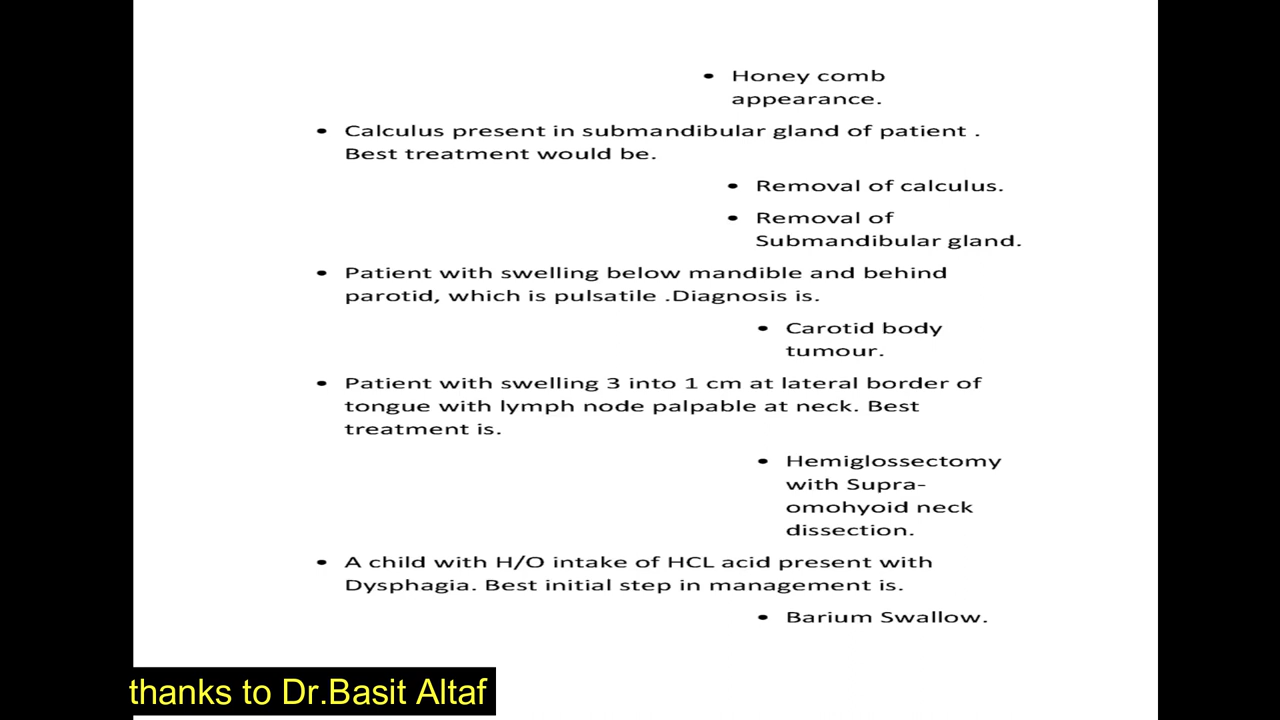 • Honey comb
appearance.
• Calculus present in submandibular gland of patient .
Best treatment would be.
• Removal of calculus.
• Removal of
Submandibular gland.
• Patient with swelling below mandible and behind
parotid, which is pulsatile .Diagnosis is.
• Carotid body
tumour.
• Patient with swelling 3 into 1 cm at lateral border of
tongue with lymph node palpable at neck. Best
treatment is.
• Hemiglossectomy
with Supra-
omohyoid neck
dissection.
• A child with H/O intake of HCL acid present with
Dysphagia. Best initial step in management is.
• Barium Swallow.
thanks to Dr.Basit Altaf